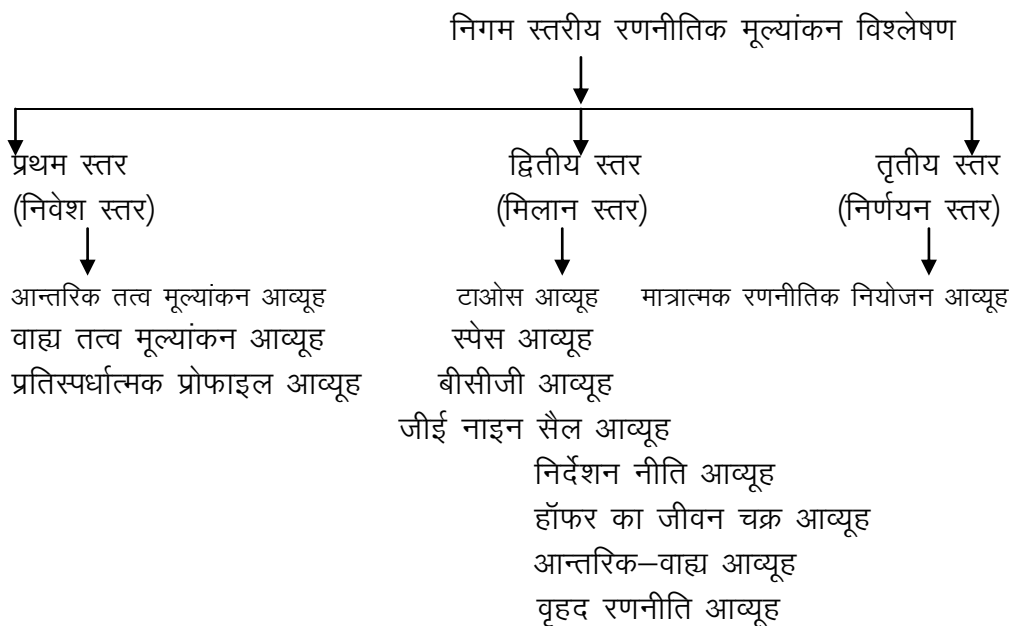 निगम स्तरीय रणनीतिक मूल्यांकन विश्लेषण
प्रथम स्तर द्वितीय स्तर तृतीय स्तर
(निवेश स्तर) (मिलान स्तर) (निर्णयन स्तर)
आन्तरिक तत्व मूल्यांकन आव्यूह टाओस आव्यूह मात्रात्मक रणनीतिक नियोजन आव्यूह
वाह्य तत्व मूल्यांकन आव्यूह स्पेस आव्यूह
प्रतिस्पर्धात्मक प्रोफाइल आव्यूह बीसीजी आव्यूह
जीई नाइन सैल आव्यूह
निर्देशन नीति आव्यूह
हॉफर का जीवन चक्र आव्यूह
आन्तरिक–वाह्य आव्यूह
वृहद रणनीति आव्यूह